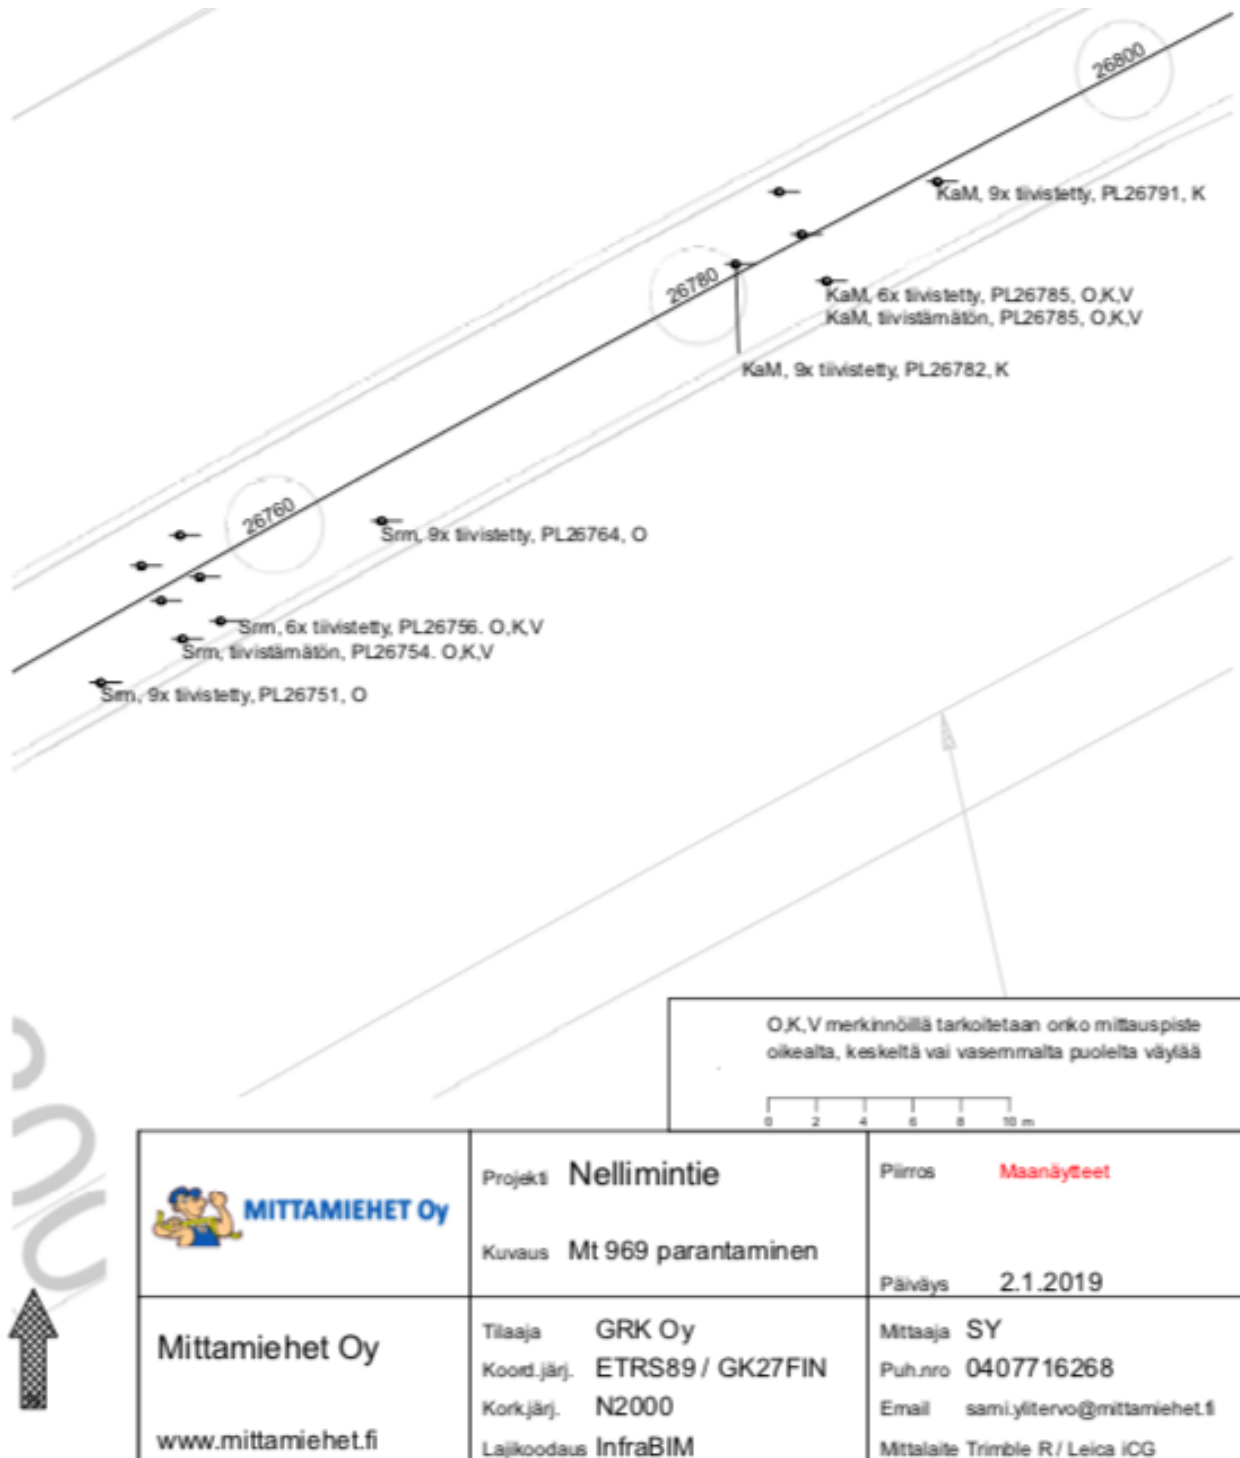 26800
KaM, 9x tiivistetty, PL26791, K
26780
KaM, 6x tiivistetty, PL26785, O,K,V
KaM, tiivistämätön, PL26785, O,K,V
KaM, 9x tiivistetty, PL26782, K
26760
Srm, 9x tiivistetty, PL26764, O
Srm, 6x tiivistetty, PL26756. O,K,V
Srm, tiivistämätön, PL26754. O,K,V
Srm, 9x tiivistetty, PL26751, O
O,K,V merkinnöillä tarkoitetaan onko mittauspiste
oikealta, keskeltä vai vasemmalta puolelta väylää
0 2 4 6 8 10 m
MITTAMIEHET Oy
Projekti Nellimintie
Kuvaus Mt 969 parantaminen
Piirros Maanäytteet
Päiväys 2.1.2019
Mittamiehet Oy
www.mittamiehet.fi
Tilaaja GRK Oy
Koord.järj. ETRS89 / GK27FIN
Kork.järj. N2000
Lajikoodaus InfraBIM
Mittaaja SY
Puh.nro 0407716268
Email sami.ylitervo@mittamiehet.fi
Mittalaite Trimble R / Leica iCG